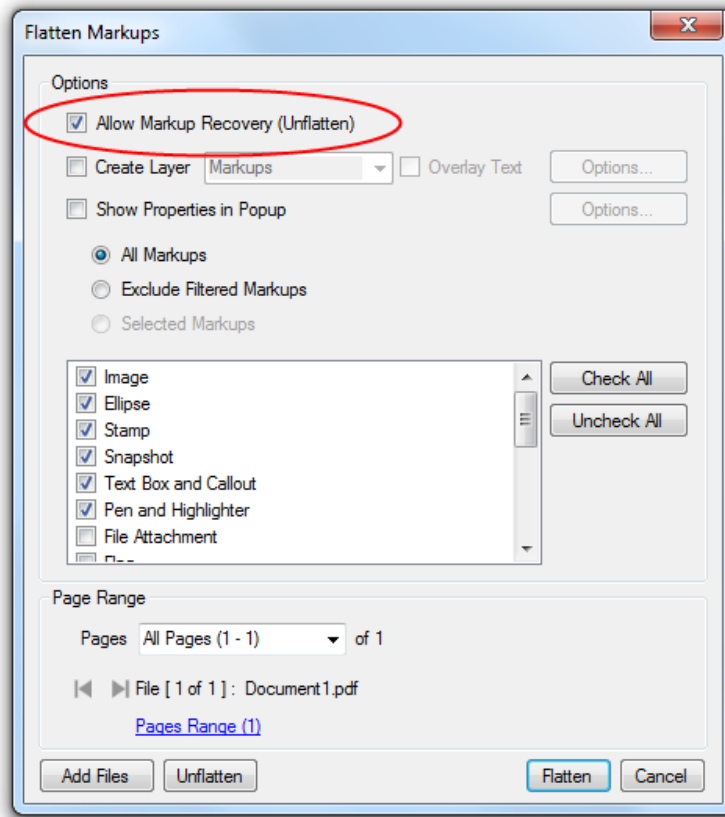 Flatten Markups
Options
Allow Markup Recovery (Unflatten)
Create Layer Markups Overlay Text Options...
Show Properties in Popup Options...
All Markups
Exclude Filtered Markups
Selected Markups
Image Check All
Ellipse
Stamp Uncheck All
Snapshot
Text Box and Callout
Pen and Highlighter
File Attachment
Page Range
Pages All Pages (1 - 1) of 1
File [ 1 of 1 ] : Document1.pdf
Pages Range (1)
Add Files Unflatten Flatten Cancel